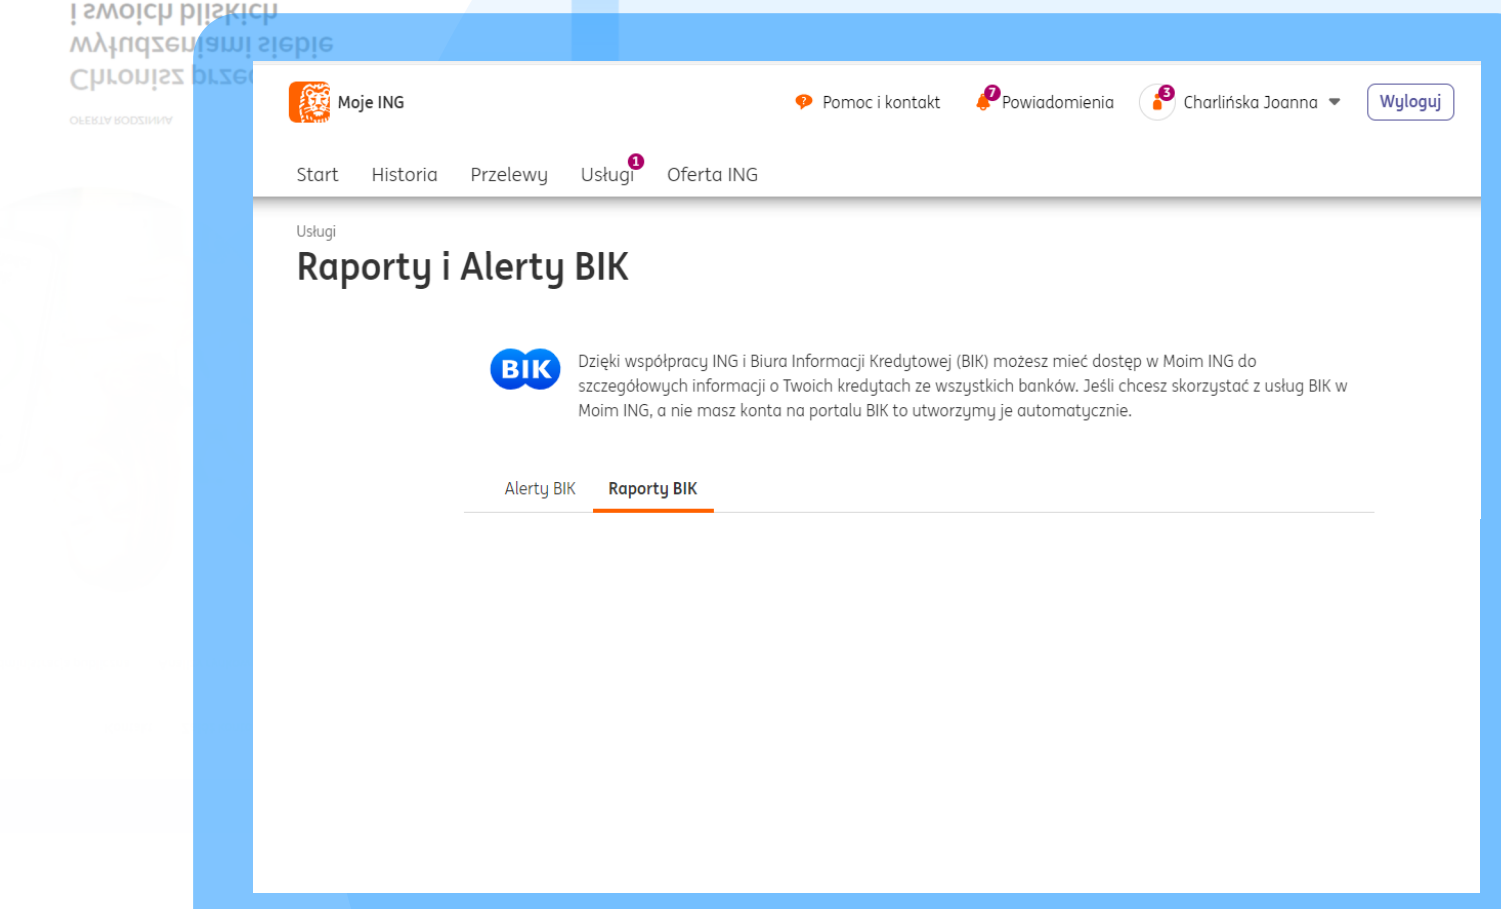 i swoich bliskich
wyłudzeniami siebie
Chronisz przed
OFERTA RODZINNA
Moje ING
Pomoc i kontakt
7
Powiadomienia
3
Charlińska Joanna
Wyloguj
Start
Historia
Przelewy
Usługi
1
Oferta ING
Usługi
Raporty i Alerty BIK
BIK
Dzięki współpracy ING i Biura Informacji Kredytowej (BIK) możesz mieć dostęp w Moim ING do
szczegółowych informacji o Twoich kredytach ze wszystkich banków. Jeśli chcesz skorzystać z usług BIK w
Moim ING, a nie masz konta na portalu BIK to utworzymy je automatycznie.
Alerty BIK
Raporty BIK